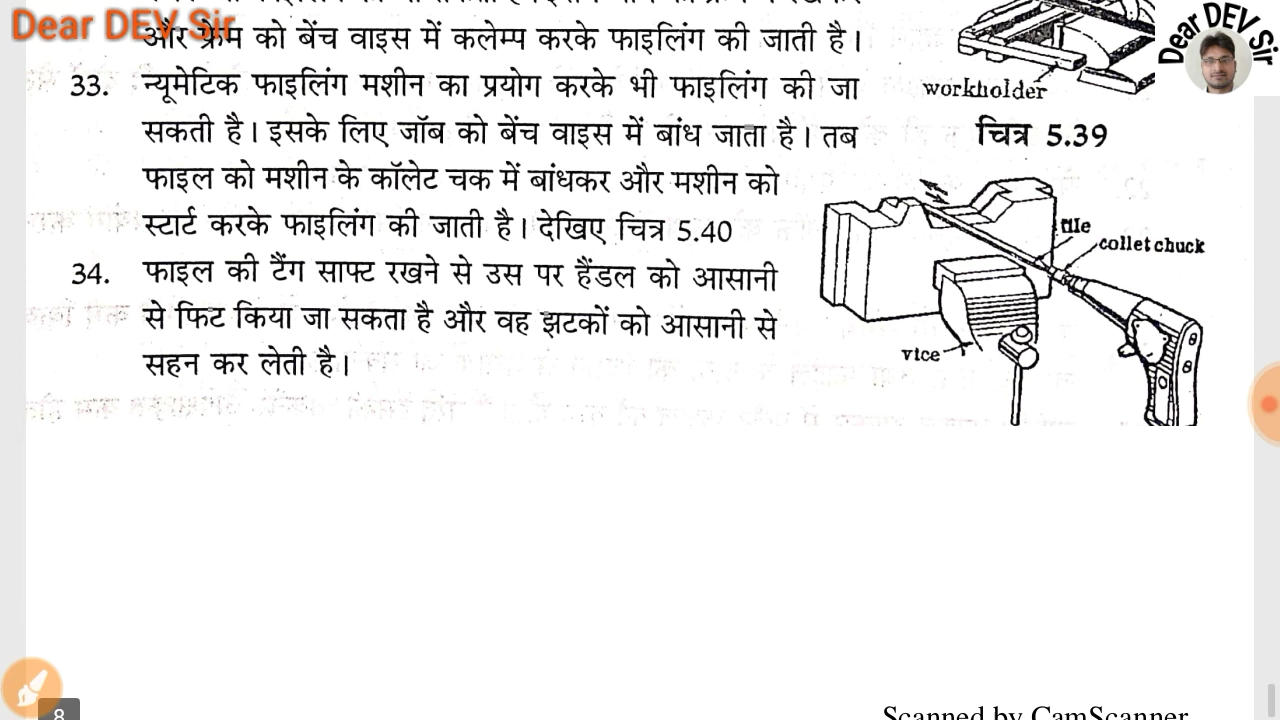 Dear DEV Sir
और फ्रेम को बेंच वाइस में कलेम्प करके फाइलिंग की जाती है।
33. न्यूमेटिक फाइलिंग मशीन का प्रयोग करके भी फाइलिंग की जा
सकती है। इसके लिए जॉब को बेंच वाइस में बांध जाता है। तब
फाइल को मशीन के कॉलेट चक में बांधकर और मशीन को
स्टार्ट करके फाइलिंग की जाती है। देखिए चित्र 5.40
34. फाइल की टैंग साफ्ट रखने से उस पर हैंडल को आसानी
से फिट किया जा सकता है और वह झटकों को आसानी से
सहन कर लेती है।
Dear DEV Sir
workholder
चित्र 5.39
file
collet chuck
vice
8
Scanned by CamScanner